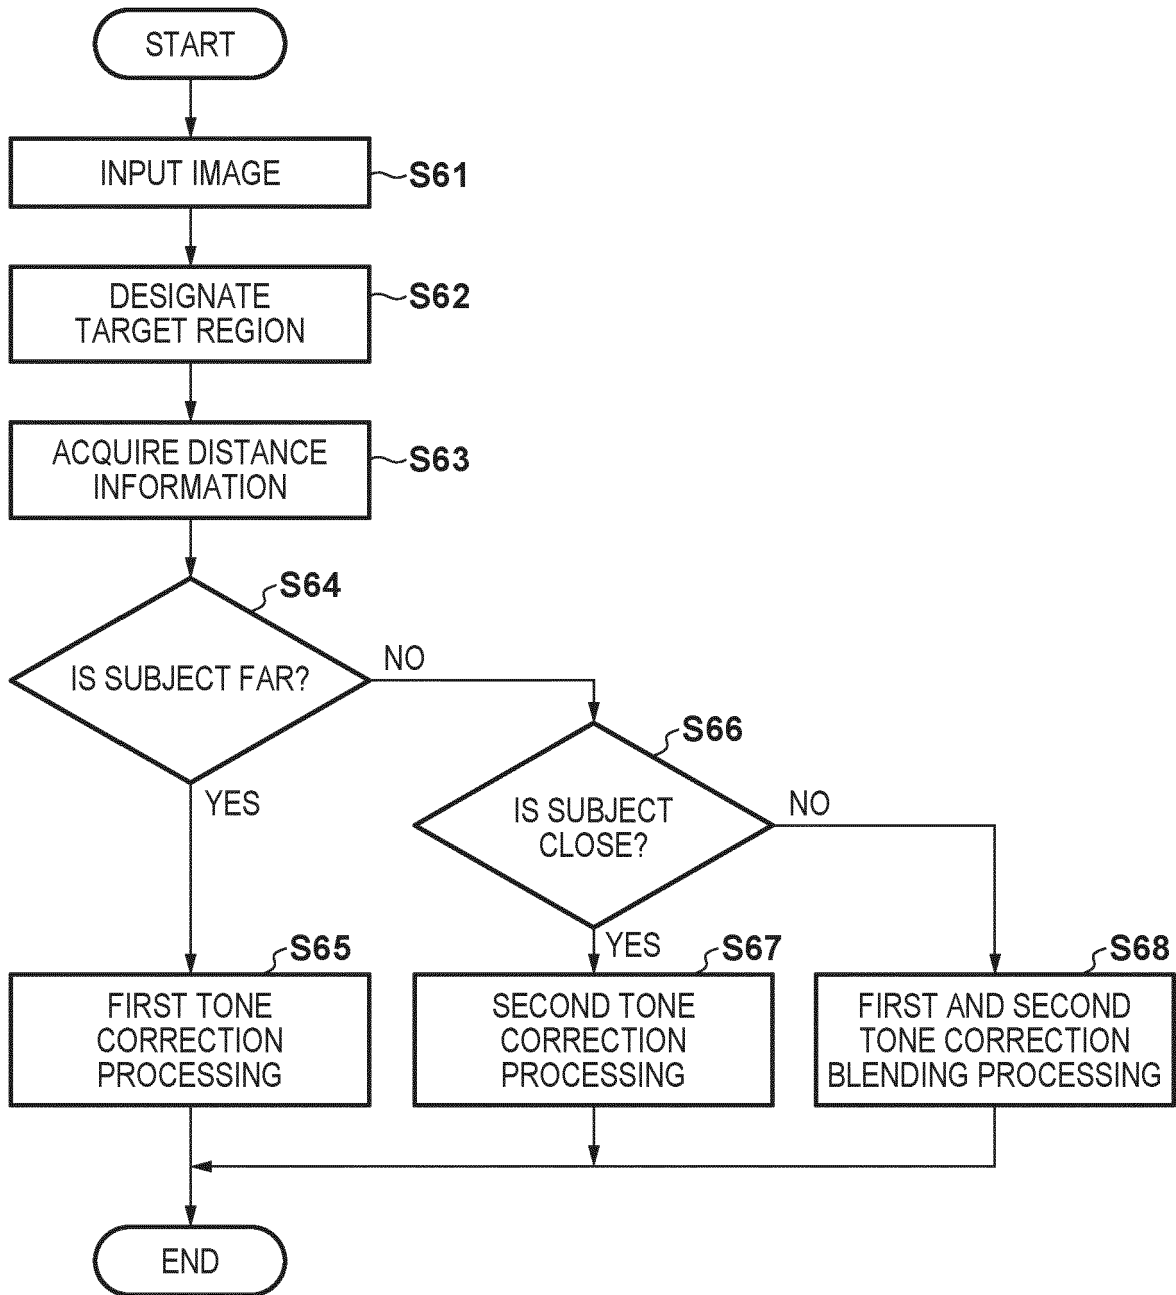 START
INPUT IMAGE
S61
DESIGNATE
TARGET REGION
S62
ACQUIRE DISTANCE
INFORMATION
S63
S64
IS SUBJECT FAR?
NO
YES
S66
IS SUBJECT
CLOSE?
NO
YES
S65
FIRST TONE
CORRECTION
PROCESSING
S67
SECOND TONE
CORRECTION
PROCESSING
S68
FIRST AND SECOND
TONE CORRECTION
BLENDING PROCESSING
END